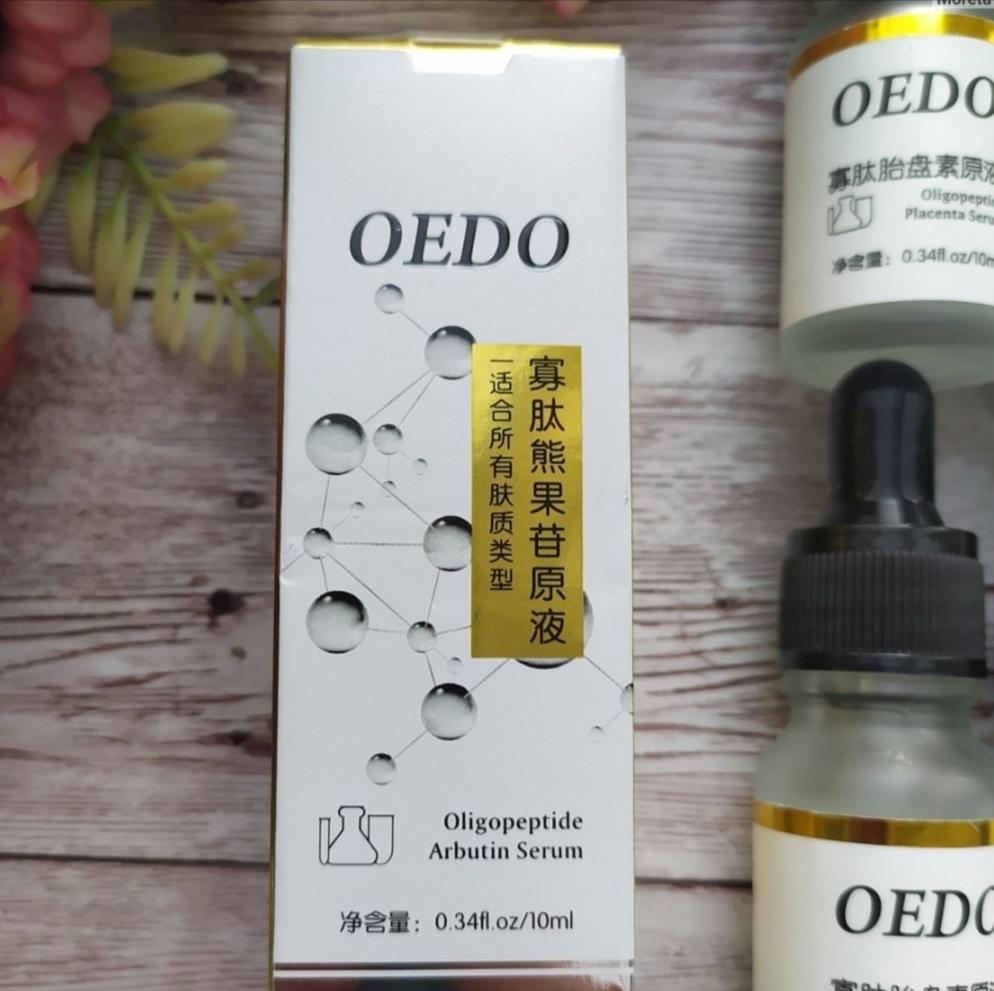 OEDO
寡肽熊果苷原液
一适合所有肤质类型
Oligopeptide
Arbutin Serum
净含量：0.34fl.oz/10ml
OEDO
寡肽胎盘素原液
Placenta
净含量：0.34fl.oz/10m
OEDO